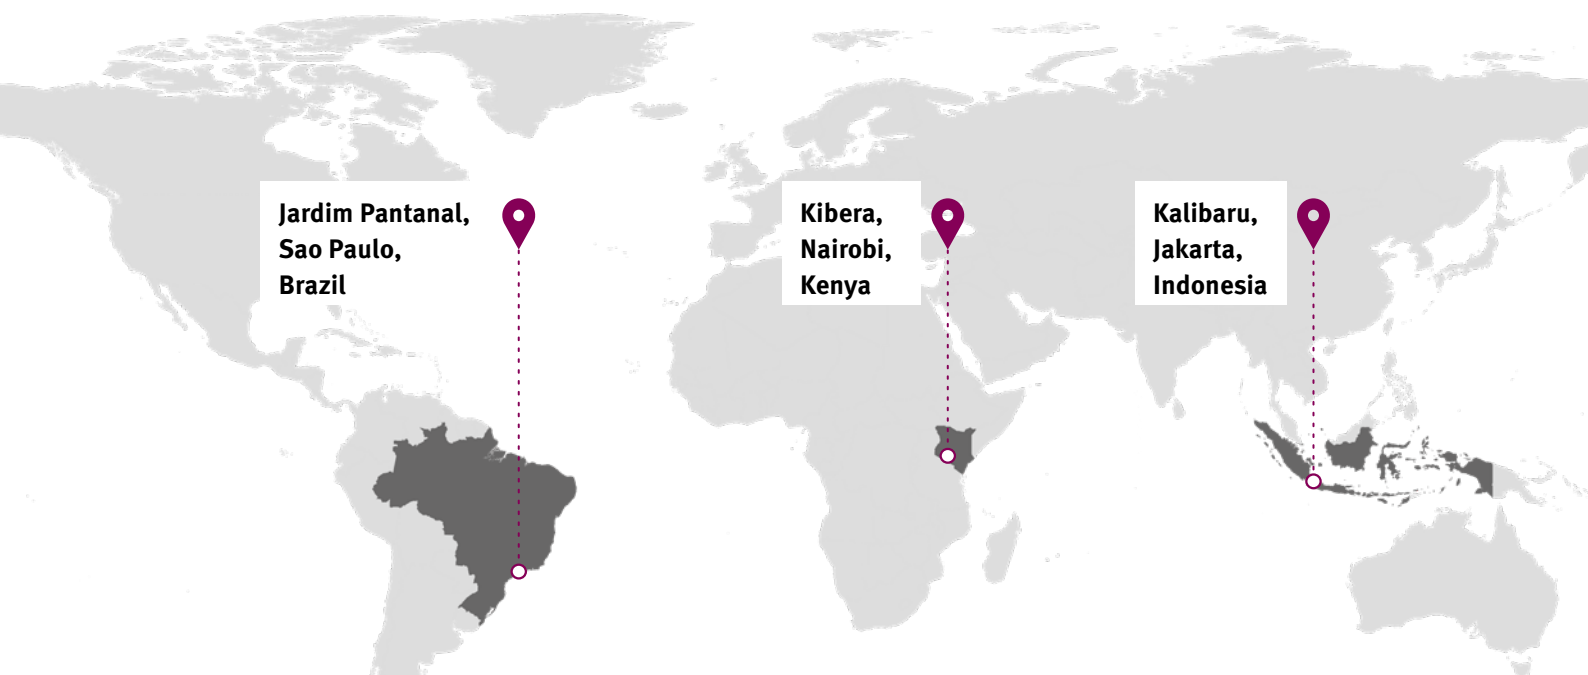 Jardim Pantanal,
Sao Paulo,
Brazil
Kibera,
Nairobi,
Kenya
Kalibaru,
Jakarta,
Indonesia